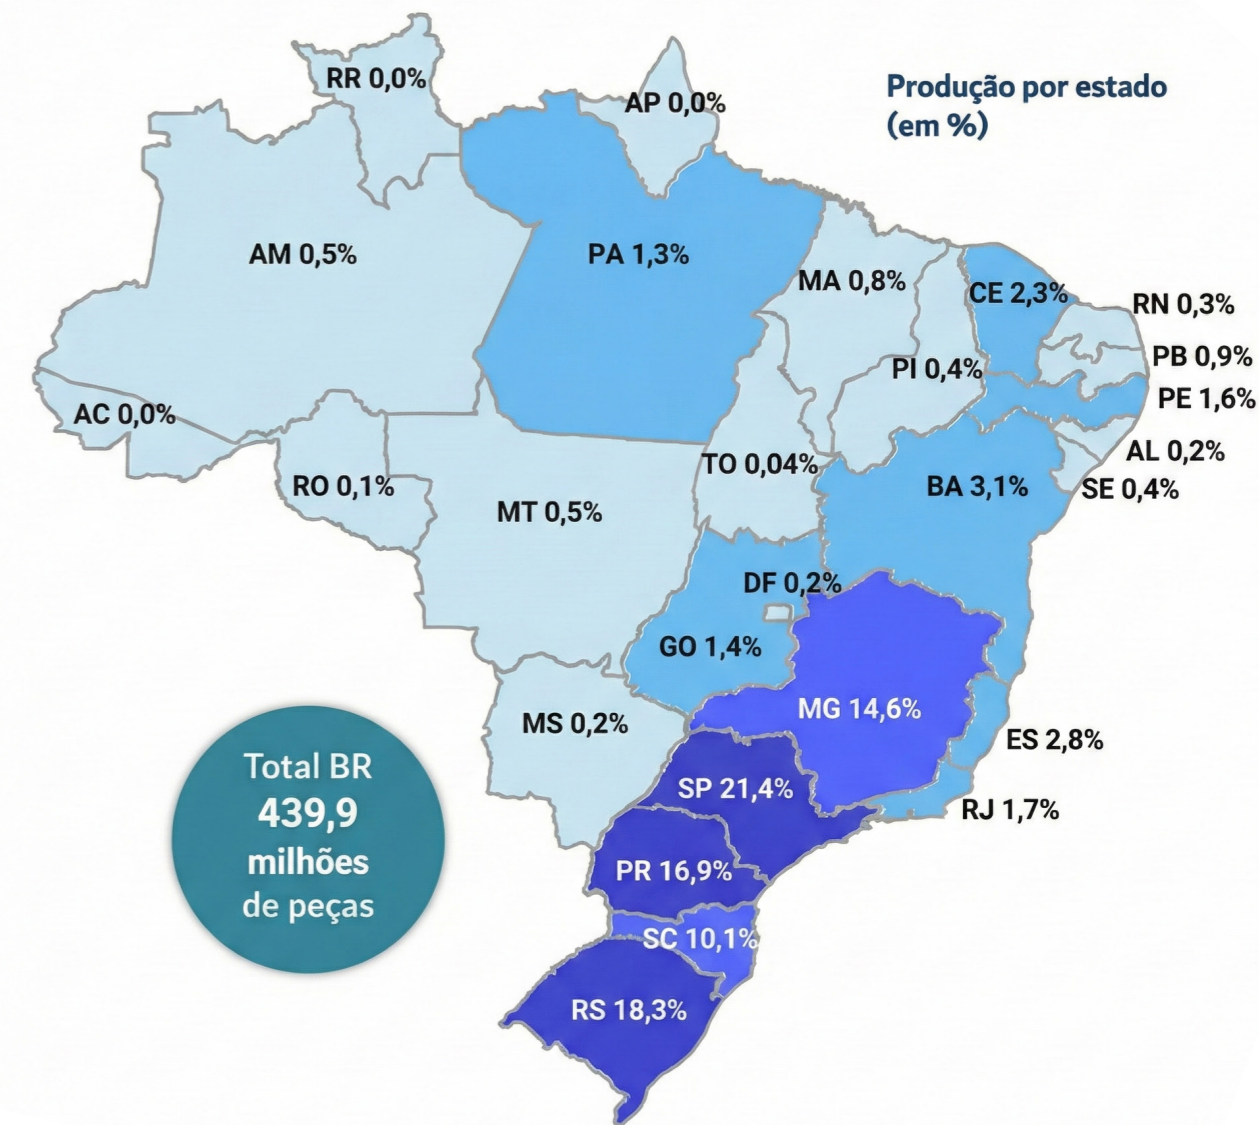 Produção por estado
(em %)
RR 0,0%
AP 0,0%
AM 0,5%
PA 1,3%
MA 0,8%
CE 2,3%
RN 0,3%
PB 0,9%
PI 0,4%
PE 1,6%
AC 0,0%
AL 0,2%
TO 0,04%
RO 0,1%
BA 3,1%
SE 0,4%
MT 0,5%
DF 0,2%
GO 1,4%
MG 14,6%
MS 0,2%
ES 2,8%
SP 21,4%
RJ 1,7%
PR 16,9%
SC 10,1%
RS 18,3%
Total BR
439,9
milhões
de peças